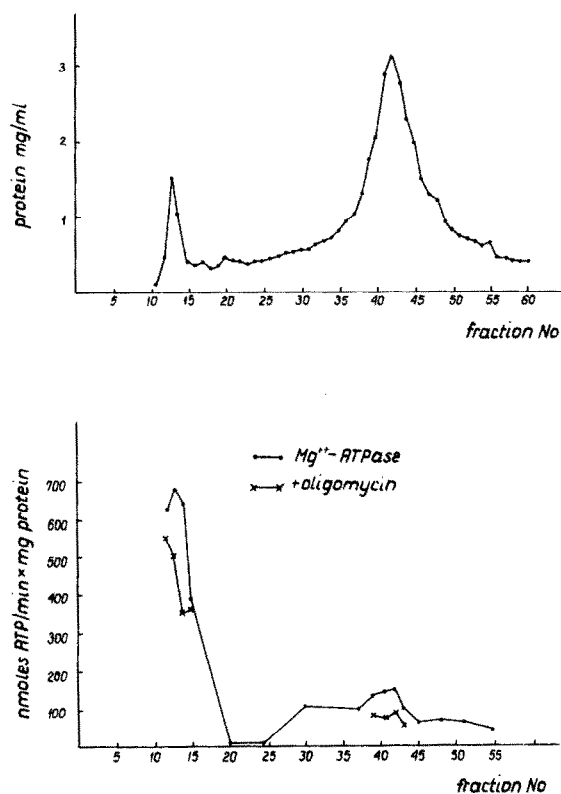 protein mg/ml
3
2
1
5 10 15 20 25 30 35 40 45 50 55 60
fraction No
nmoles ATP/min × mg protein
Mg⁺⁺-ATPase
+oligomycin
700
600
500
400
300
200
100
5 10 15 20 25 30 35 40 45 50 55
fraction No